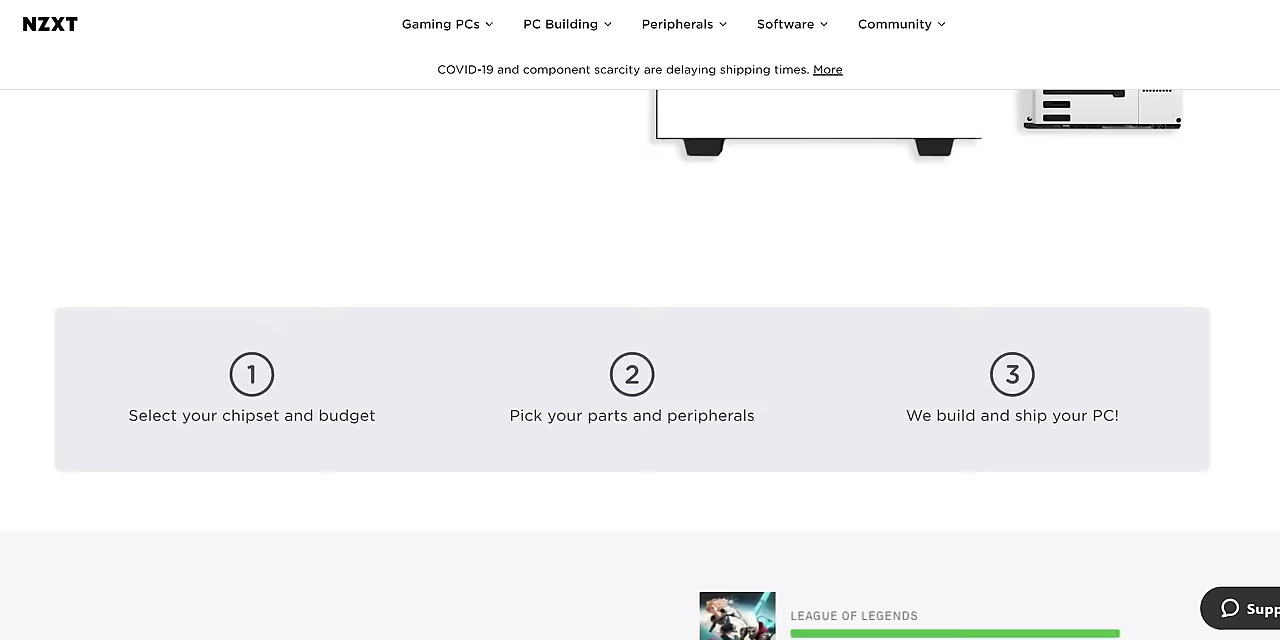 NZXT
Gaming PCs PC Building Peripherals Software Community
COVID-19 and component scarcity are delaying shipping times. More
1 2 3
Select your chipset and budget Pick your parts and peripherals We build and ship your PC!
LEAGUE OF LEGENDS
Supp